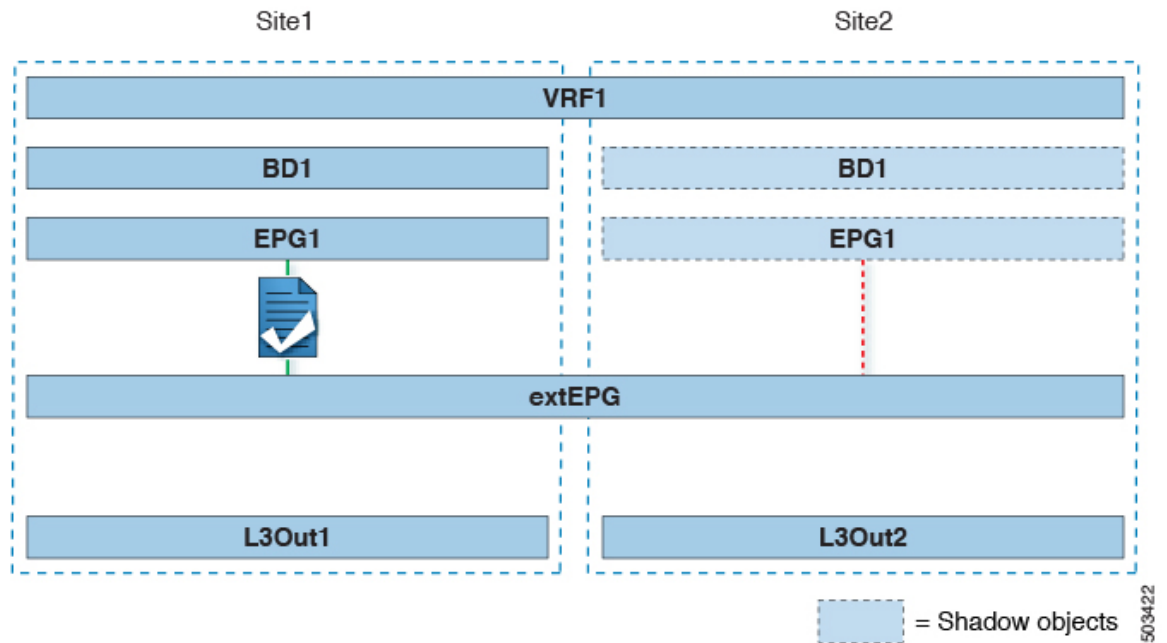 Site1
Site2
VRF1
BD1
BD1
EPG1
EPG1
extEPG
L3Out1
L3Out2
= Shadow objects
503422